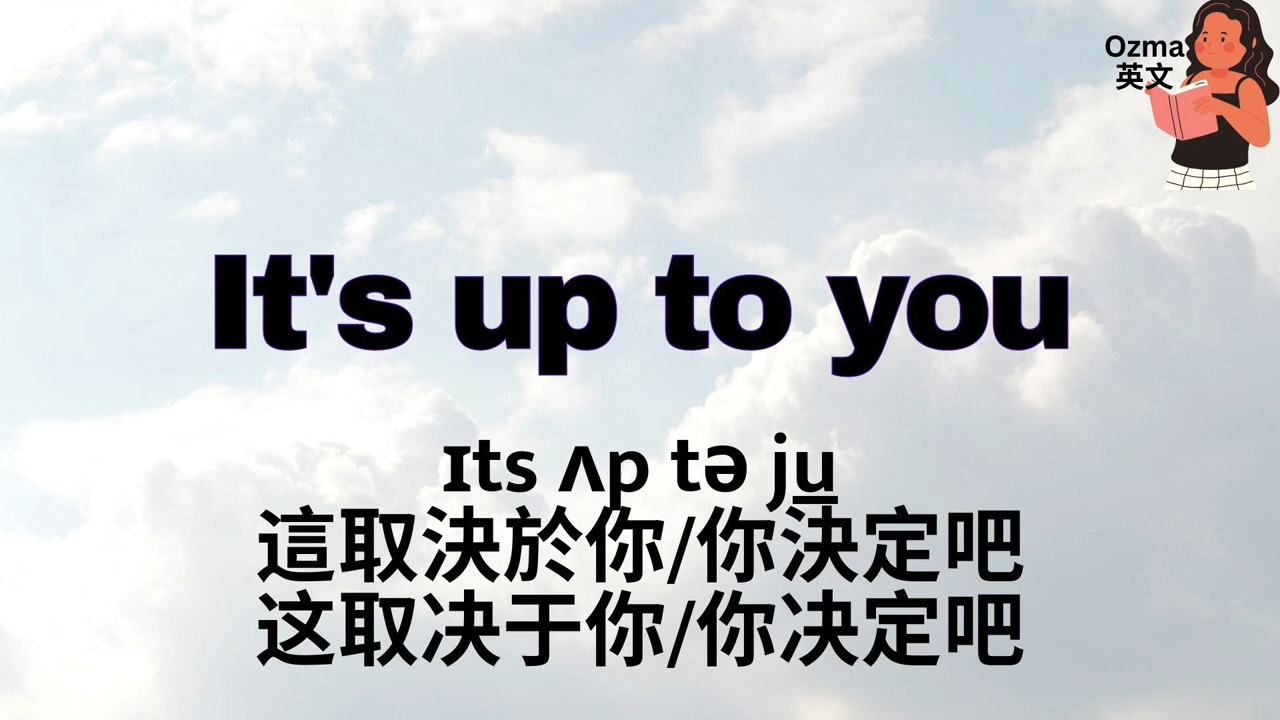 Ozma
英文
It's up to you
ɪts ʌp tə ju̲
這取決於你/你決定吧
这取决于你/你决定吧